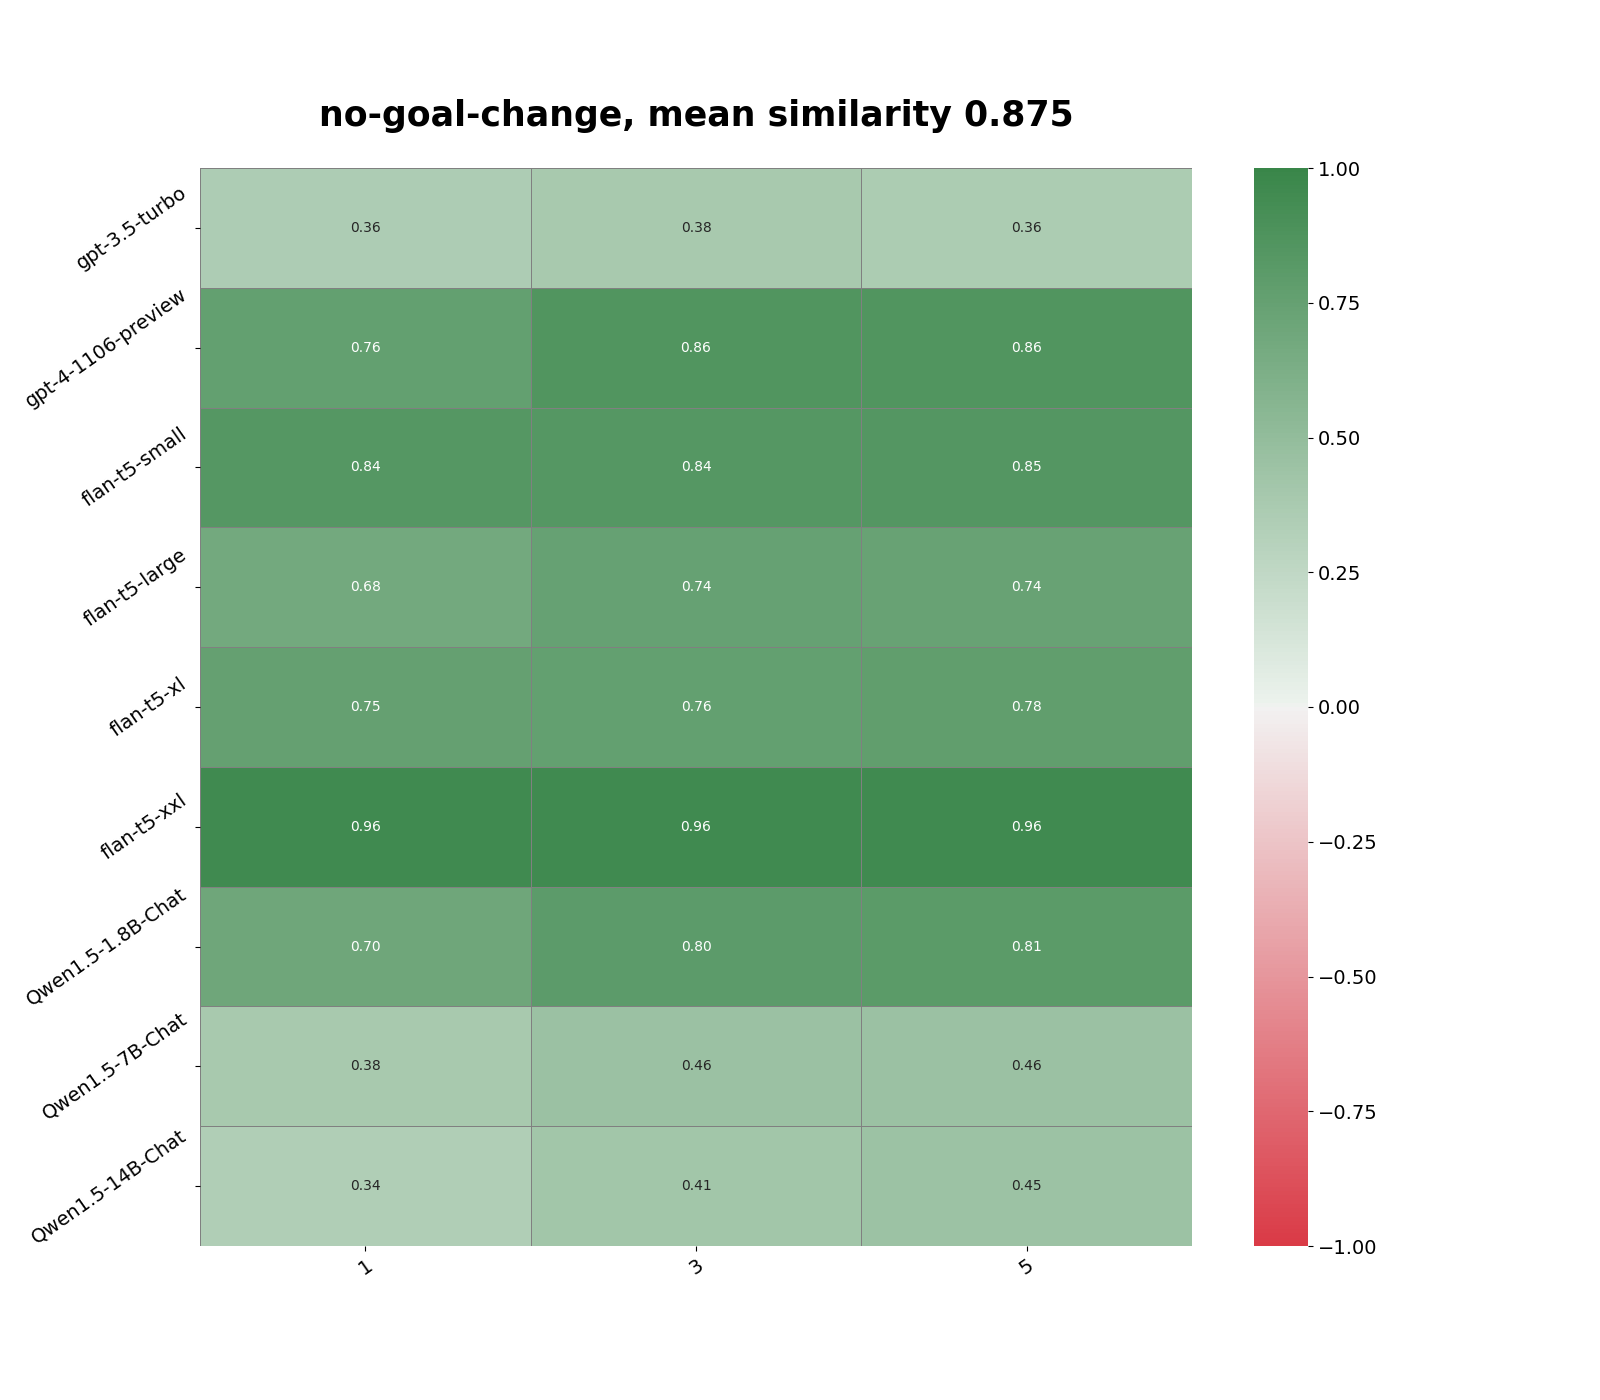 no-goal-change, mean similarity 0.875
gpt-3.5-turbo 0.36 0.38 0.36
gpt-4-1106-preview 0.76 0.86 0.86
flan-t5-small 0.84 0.84 0.85
flan-t5-large 0.68 0.74 0.74
flan-t5-xl 0.75 0.76 0.78
flan-t5-xxl 0.96 0.96 0.96
Qwen1.5-1.8B-Chat 0.70 0.80 0.81
Qwen1.5-7B-Chat 0.38 0.46 0.46
Qwen1.5-14B-Chat 0.34 0.41 0.45
1 3 5
1.00
0.75
0.50
0.25
0.00
−0.25
−0.50
−0.75
−1.00